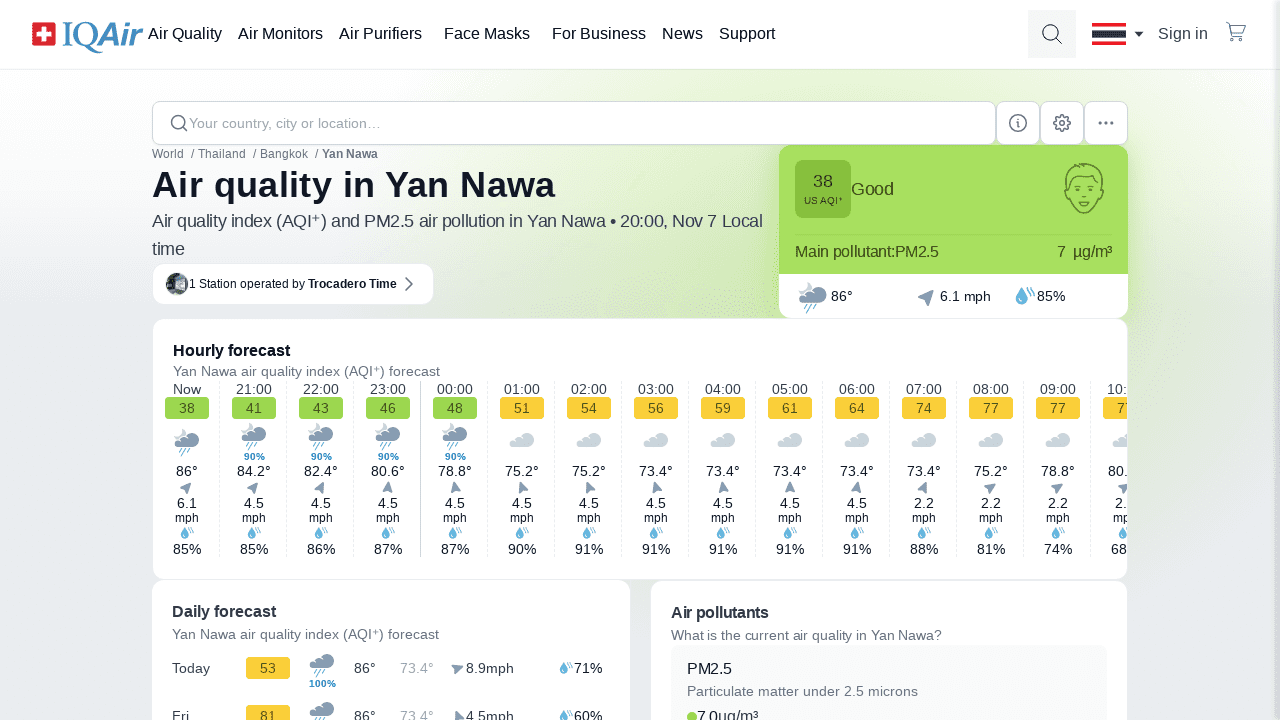 IQAir
Air Quality Air Monitors Air Purifiers Face Masks For Business News Support
Sign in
Your country, city or location…
World / Thailand / Bangkok / Yan Nawa
Air quality in Yan Nawa
Air quality index (AQI⁺) and PM2.5 air pollution in Yan Nawa • 20:00, Nov 7 Local
time
1 Station operated by Trocadero Time
38
US AQI⁺
Good
Main pollutant:PM2.5 7 µg/m³
86° 6.1 mph 85%
Hourly forecast
Yan Nawa air quality index (AQI⁺) forecast
Now 21:00 22:00 23:00 00:00 01:00 02:00 03:00 04:00 05:00 06:00 07:00 08:00 09:00
38 41 43 46 48 51 54 56 59 61 64 74 77 77
90% 90% 90% 90%
86° 84.2° 82.4° 80.6° 78.8° 75.2° 75.2° 73.4° 73.4° 73.4° 73.4° 73.4° 75.2° 78.8°
6.1 4.5 4.5 4.5 4.5 4.5 4.5 4.5 4.5 4.5 4.5 2.2 2.2 2.2
mph mph mph mph mph mph mph mph mph mph mph mph mph mph
85% 85% 86% 87% 87% 90% 91% 91% 91% 91% 91% 88% 81% 74%
Daily forecast
Yan Nawa air quality index (AQI⁺) forecast
Today 53 86° 73.4° 8.9mph 71%
100%
Fri 81 86° 73.4° 4.5mph 60%
Air pollutants
What is the current air quality in Yan Nawa?
PM2.5
Particulate matter under 2.5 microns
7.0µg/m³